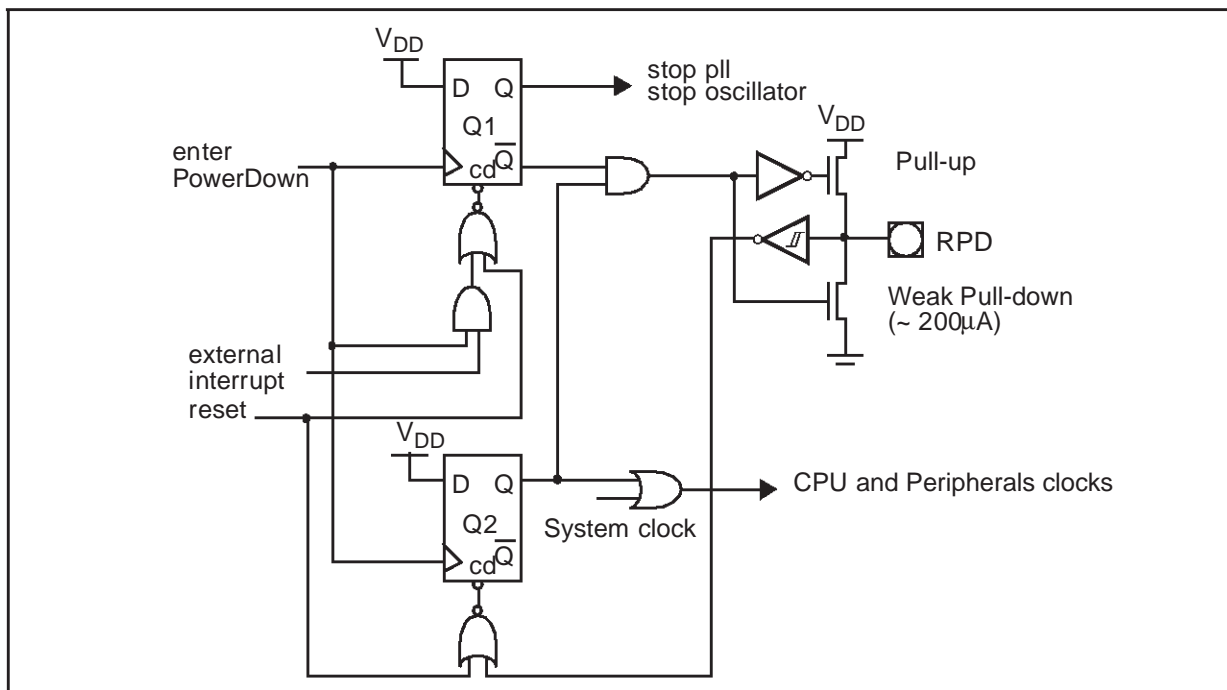 VDD
stop pll
stop oscillator
D Q
Q1
cd Q
enter
PowerDown
VDD
Pull-up
RPD
Weak Pull-down
(~ 200μA)
external
interrupt
reset
VDD
D Q
Q2
cd Q
System clock
CPU and Peripherals clocks